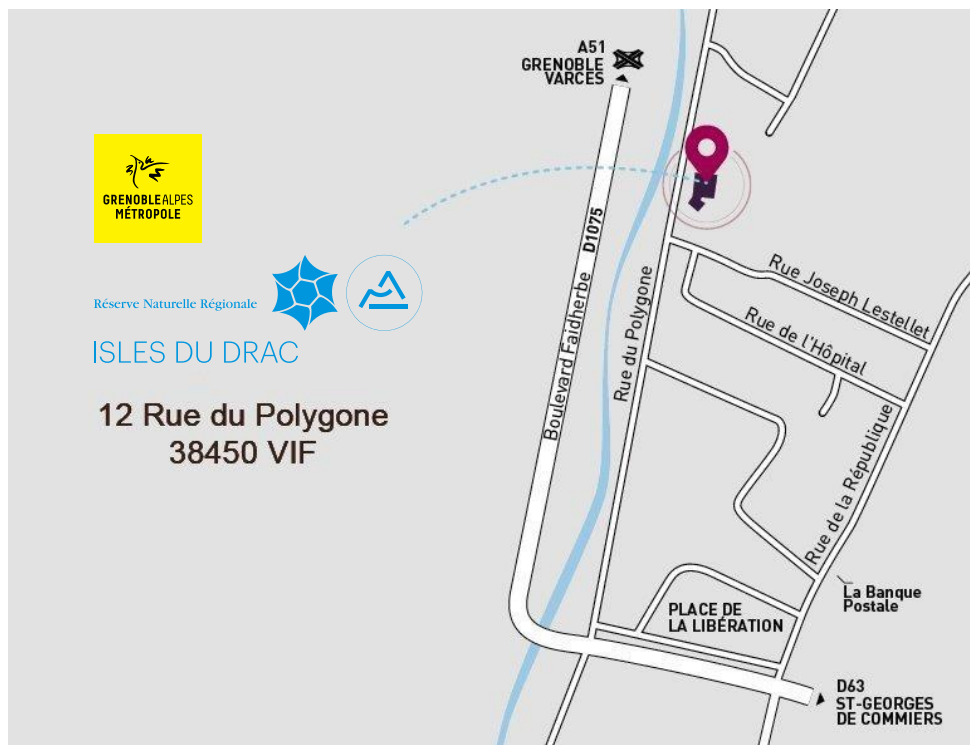 GRENOBLEALPES
MÉTROPOLE
Réserve Naturelle Régionale
ISLES DU DRAC
12 Rue du Polygone
38450 VIF
A51
GRENOBLE
VARCES
Boulevard Faidherbe D1075
Rue du Polygone
Rue Joseph Lestellet
Rue de l'Hôpital
Rue de la République
La Banque
Postale
PLACE DE
LA LIBÉRATION
D63
ST-GEORGES
DE COMMIERS